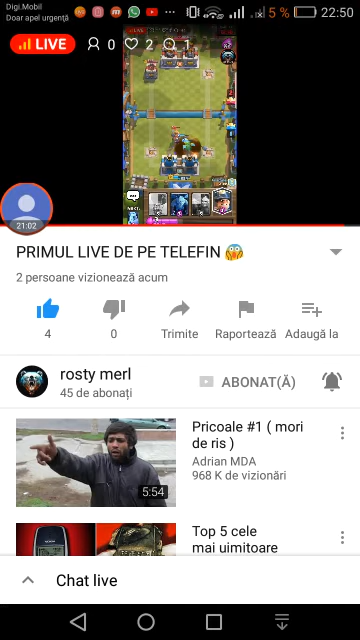 Digi.Mobil
Doar apel urgență
5 %
22:50
LIVE
0
2
1
21:02
PRIMUL LIVE DE PE TELEFIN 😱
2 persoane vizionează acum
4
0
Trimite
Raportează
Adaugă la
rosty merl
45 de abonați
ABONAT(Ă)
Pricoale #1 ( mori
de ris )
Adrian MDA
968 K de vizionări
5:54
Top 5 cele
mai uimitoare
Chat live